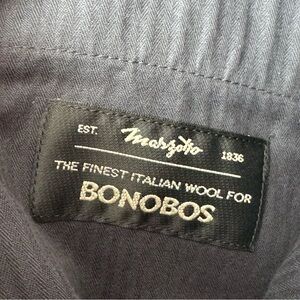 EST. Marzotto 1836
THE FINEST ITALIAN WOOL FOR
BONOBOS